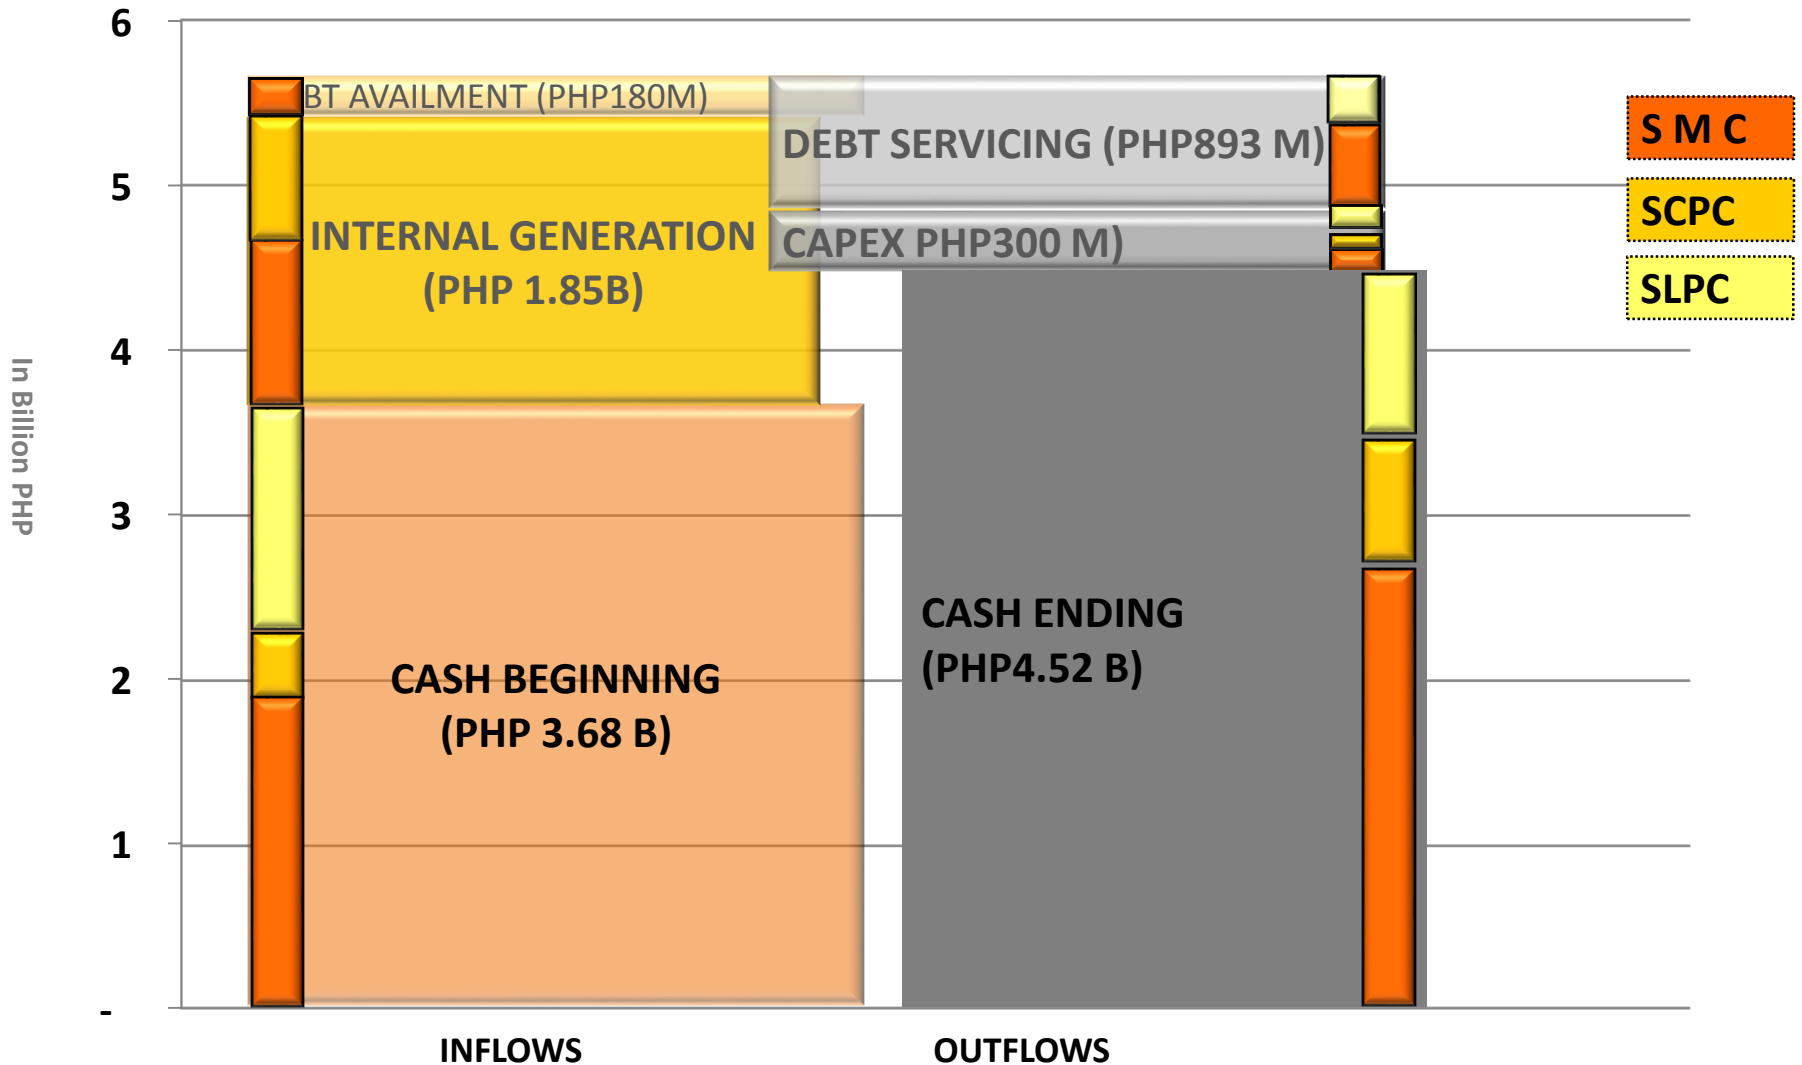 6
5
4
3
2
1
-
In Billion PHP
BT AVAILMENT (PHP180M)
INTERNAL GENERATION
(PHP 1.85B)
CASH BEGINNING
(PHP 3.68 B)
DEBT SERVICING (PHP893 M)
CAPEX PHP300 M)
CASH ENDING
(PHP4.52 B)
S M C
SCPC
SLPC
INFLOWS
OUTFLOWS